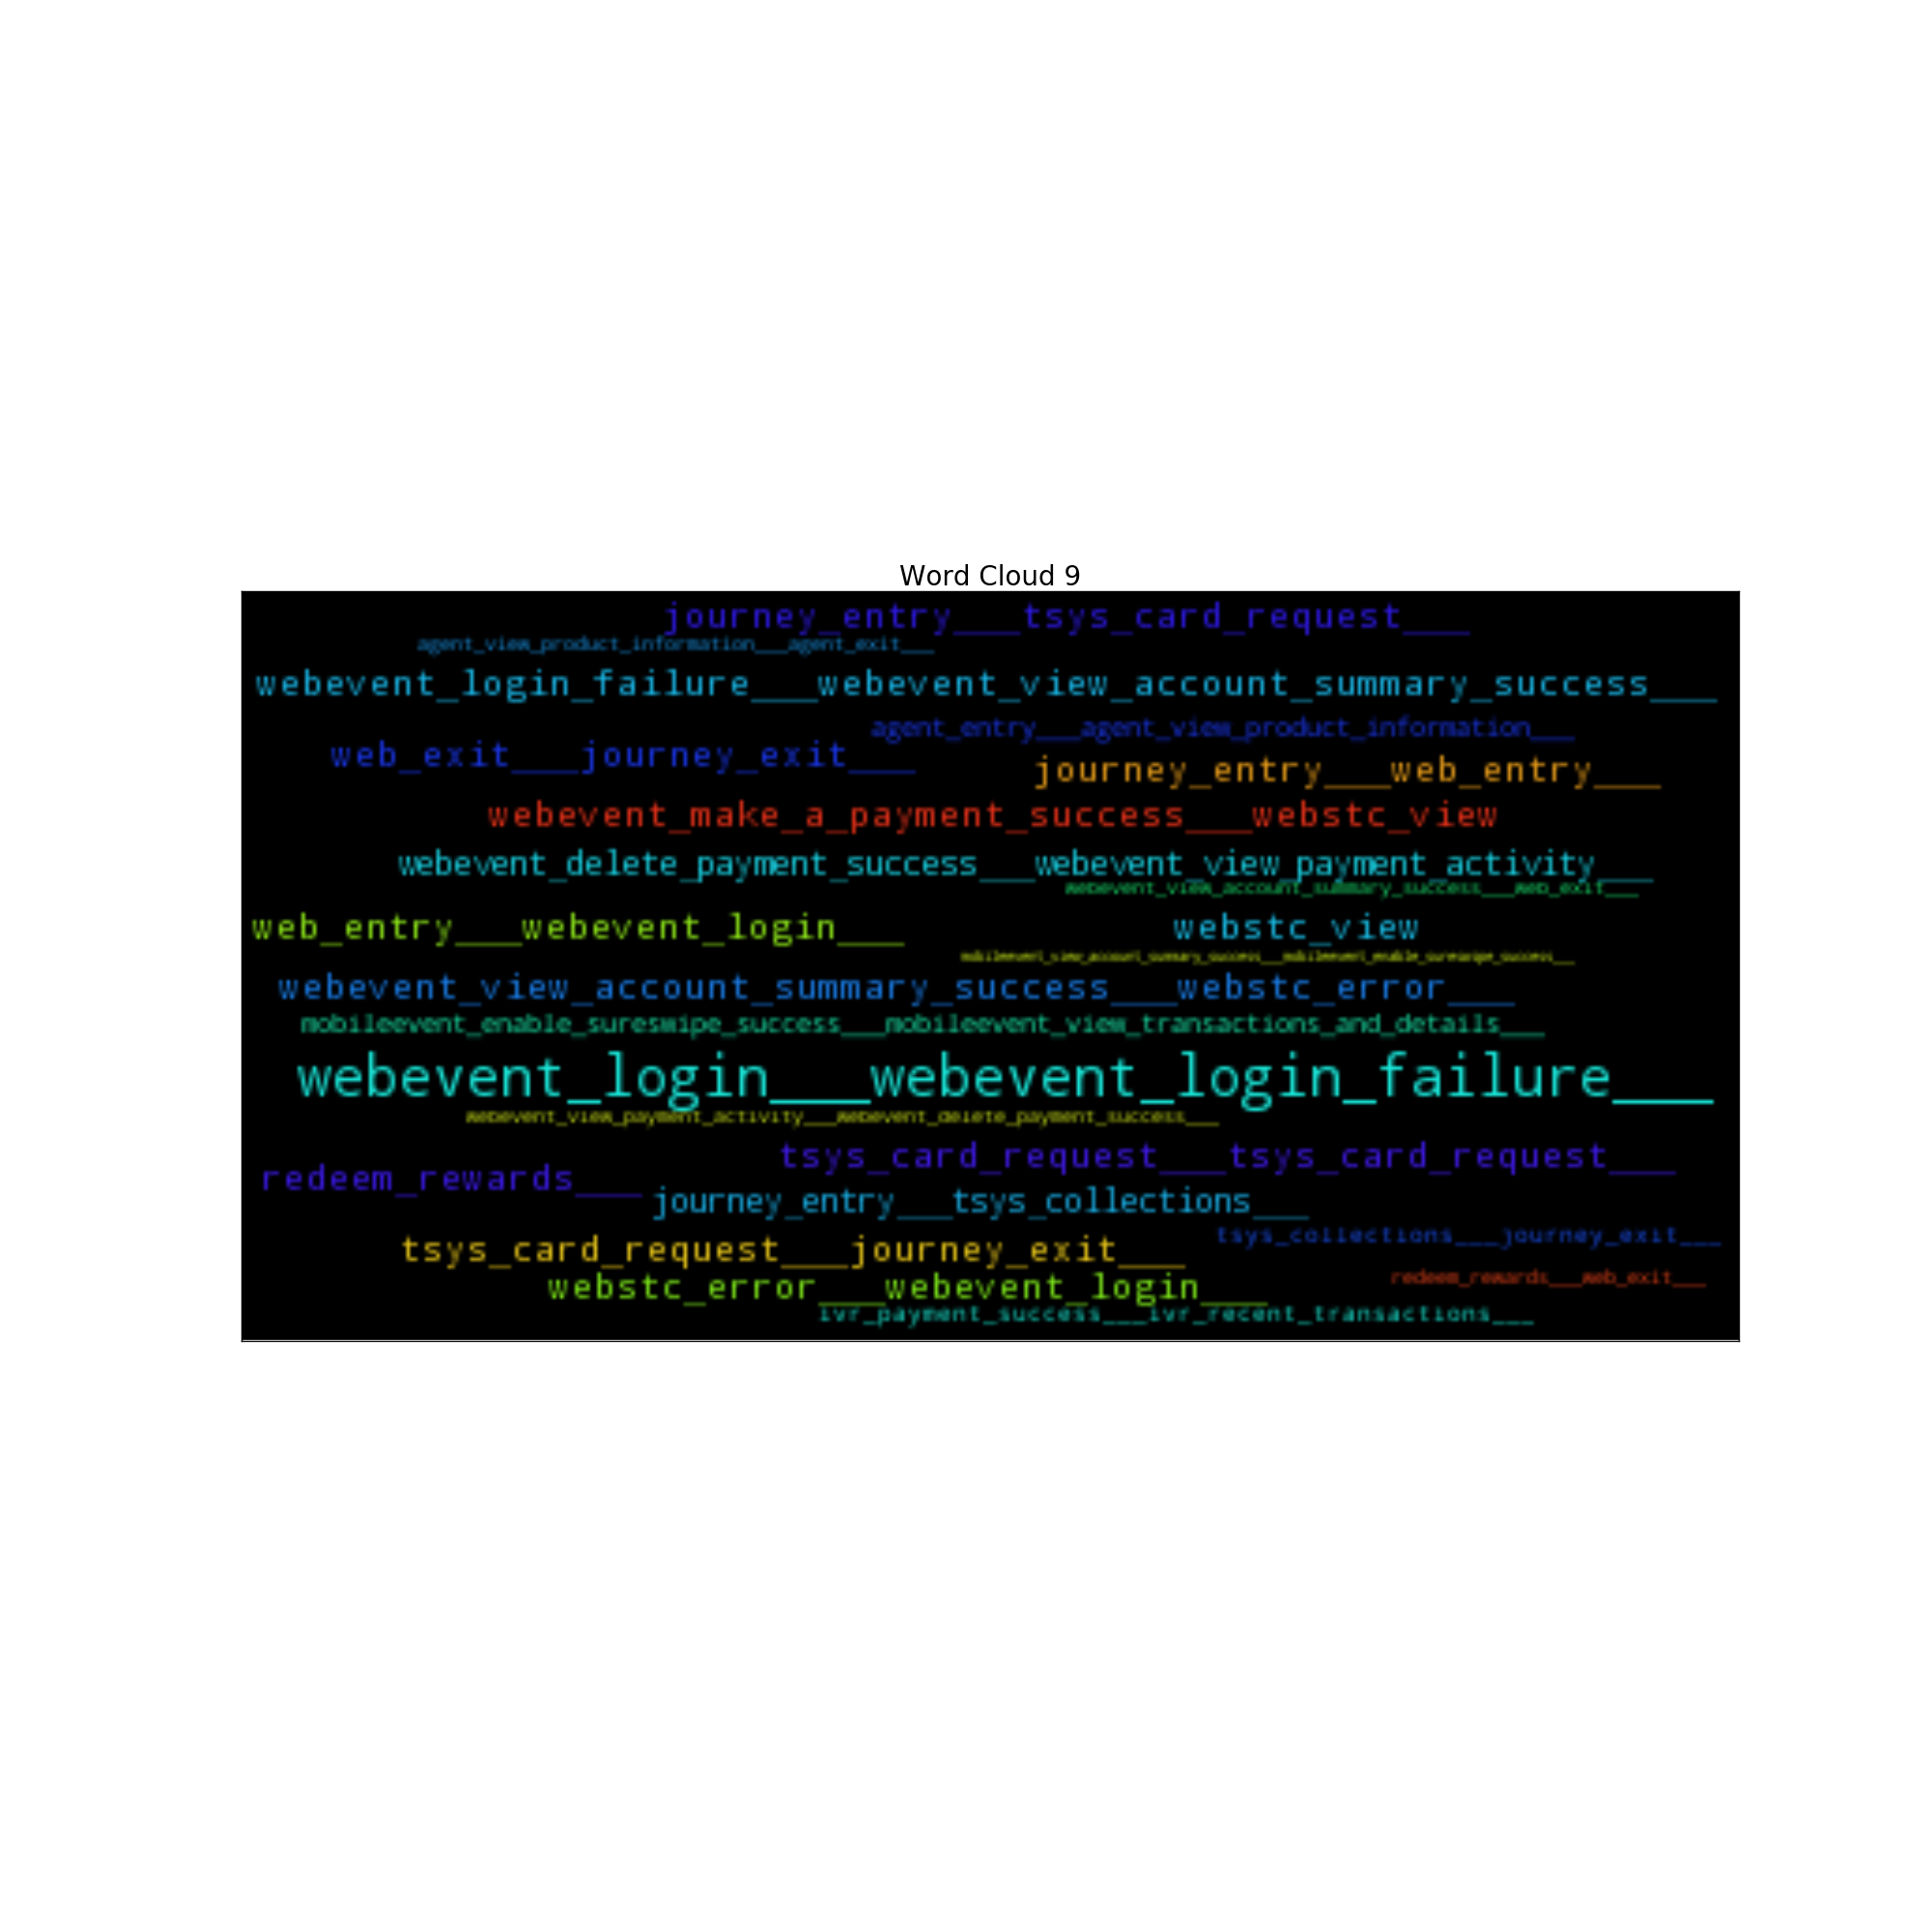 Word Cloud 9
journey_entry___tsys_card_request___
agent_view_product_information___agent_exit___
webevent_login_failure___webevent_view_account_summary_success___
agent_entry___agent_view_product_information___
web_exit___journey_exit___
journey_entry___web_entry___
webevent_make_a_payment_success___webstc_view
webevent_delete_payment_success___webevent_view_payment_activity___
webevent_view_account_summary_success___web_exit___
web_entry___webevent_login___
webstc_view
mobileevent_view_account_summary_success___mobileevent_enable_sureswipe_success___
webevent_view_account_summary_success___webstc_error___
mobileevent_enable_sureswipe_success___mobileevent_view_transactions_and_details___
webevent_login___webevent_login_failure___
webevent_view_payment_activity___webevent_delete_payment_success___
tsys_card_request___tsys_card_request___
redeem_rewards___
journey_entry___tsys_collections___
tsys_collections___journey_exit___
tsys_card_request___journey_exit___
redeem_rewards___web_exit___
webstc_error___webevent_login___
ivr_payment_success___ivr_recent_transactions___